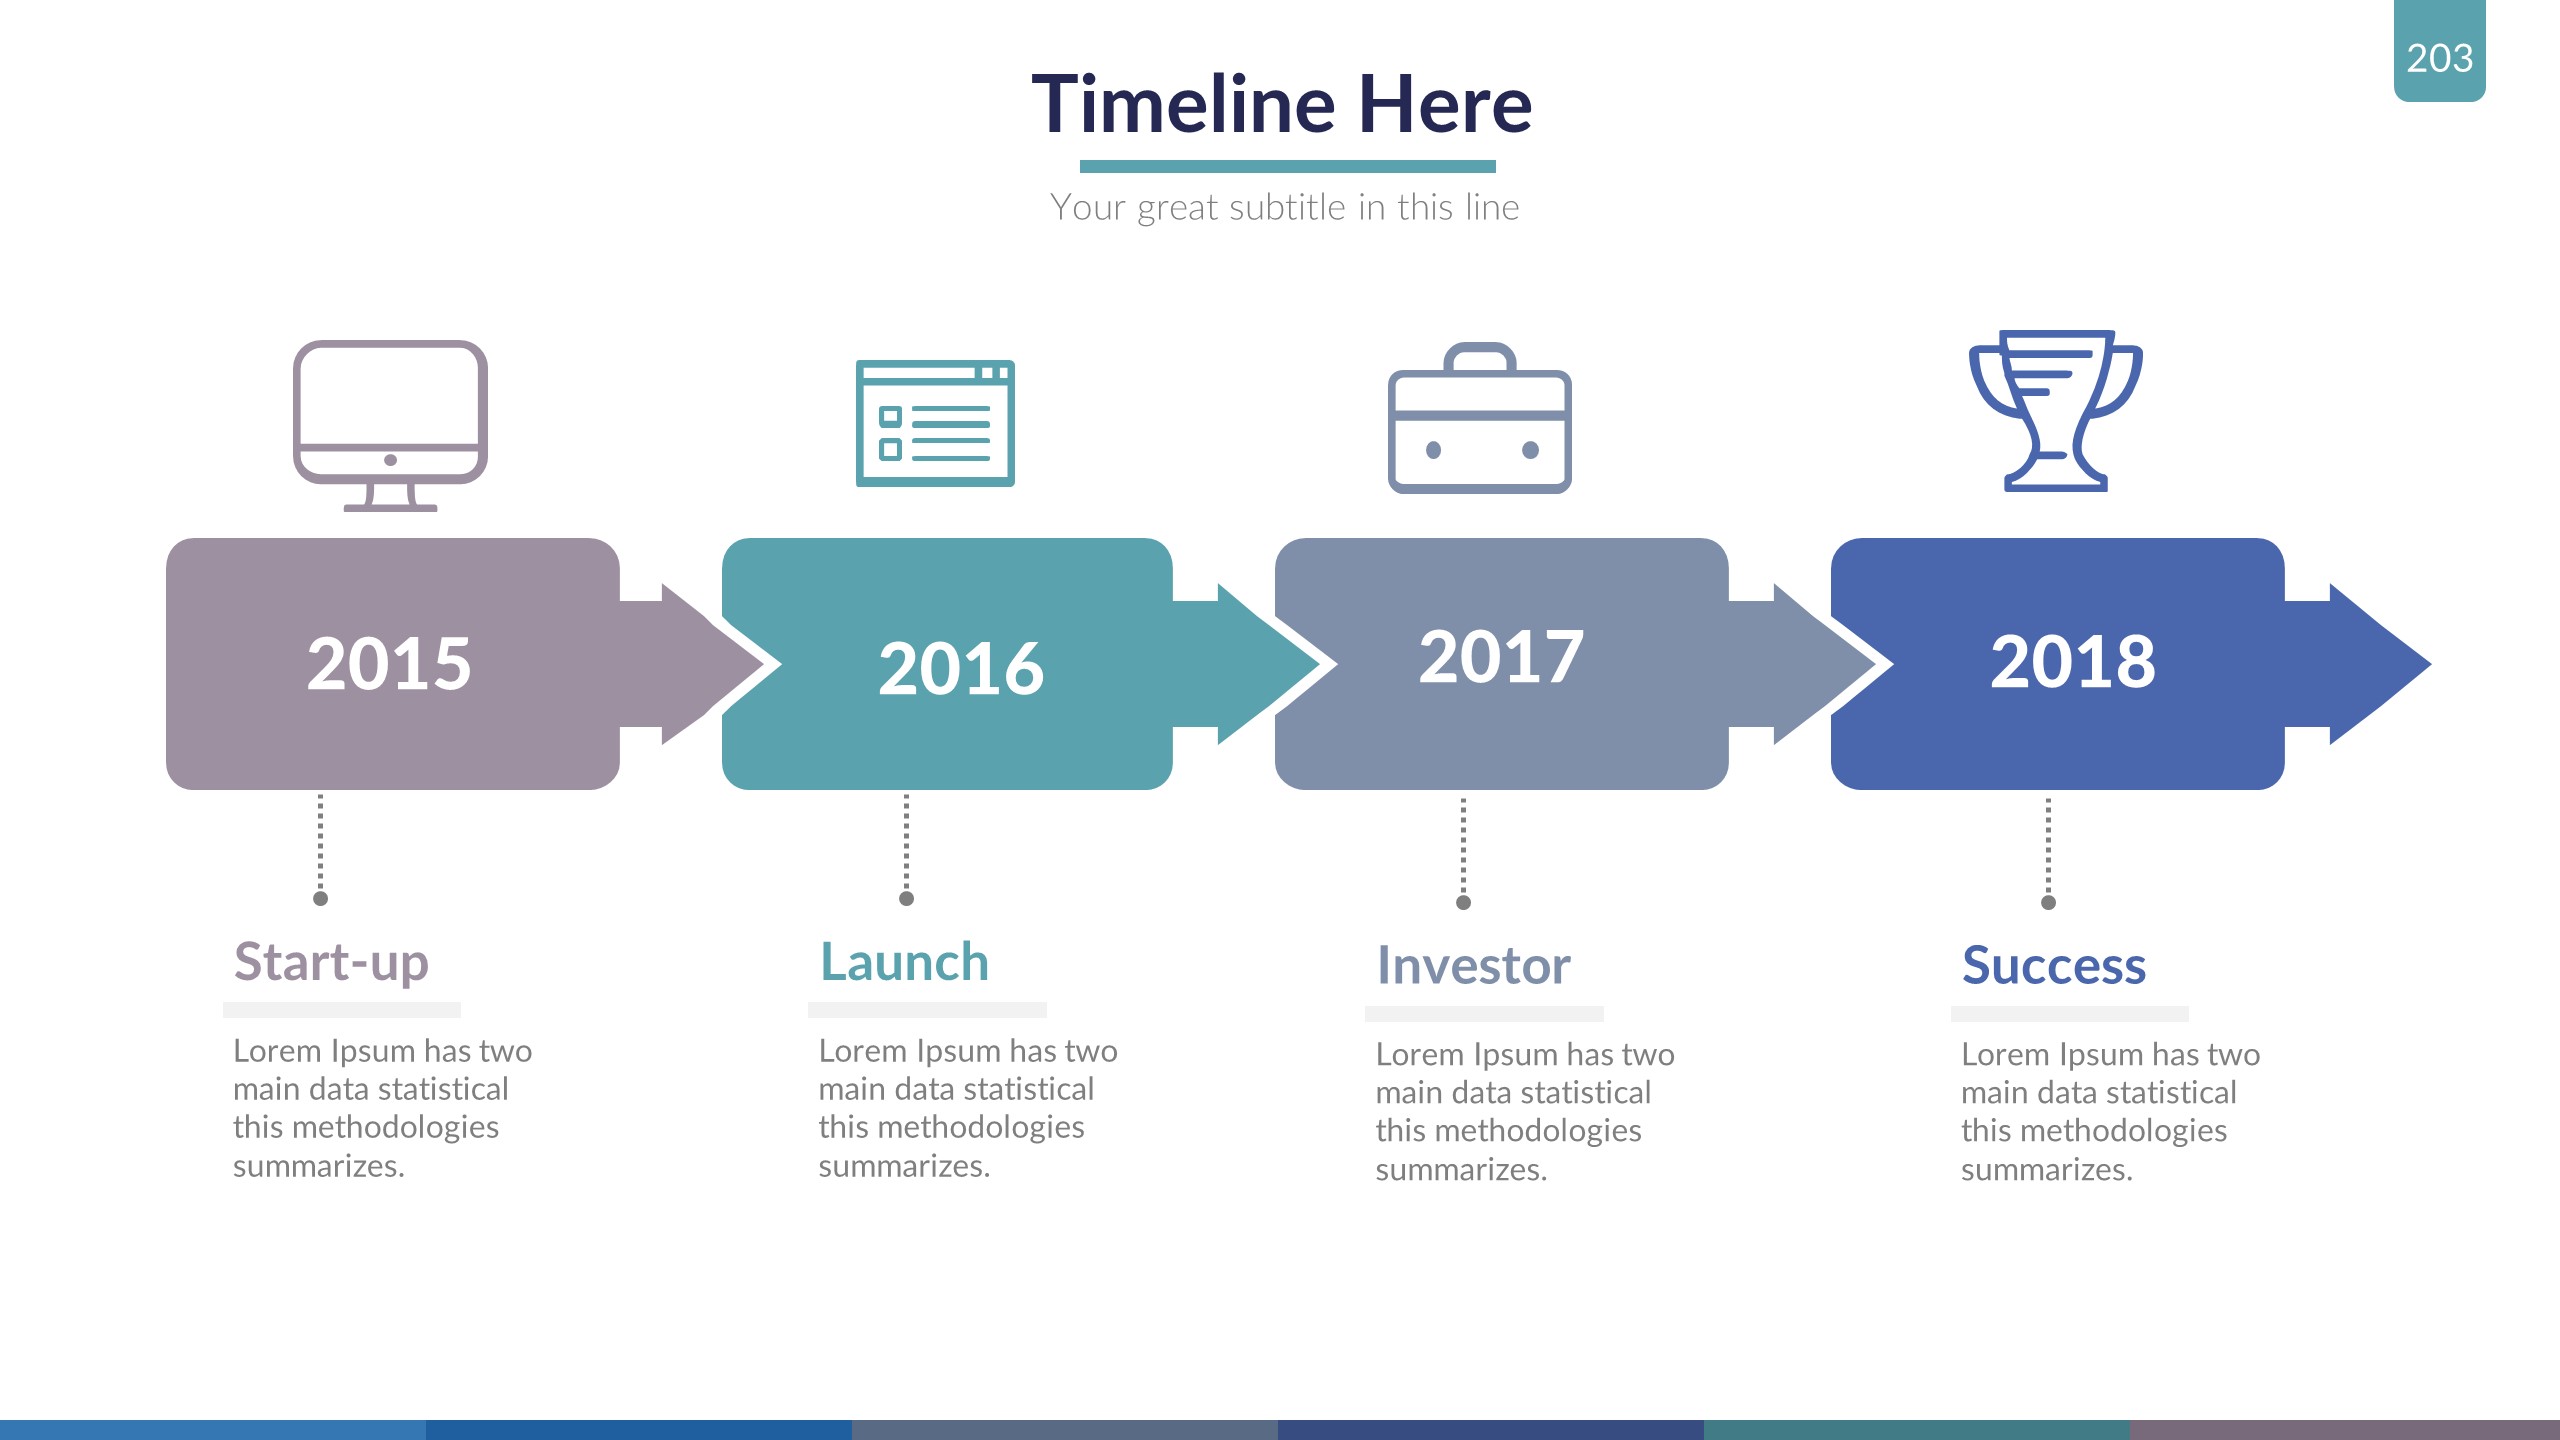 203
Timeline Here
Your great subtitle in this line
2015
2016
2017
2018
Start-up
Lorem Ipsum has two
main data statistical
this methodologies
summarizes.
Launch
Lorem Ipsum has two
main data statistical
this methodologies
summarizes.
Investor
Lorem Ipsum has two
main data statistical
this methodologies
summarizes.
Success
Lorem Ipsum has two
main data statistical
this methodologies
summarizes.